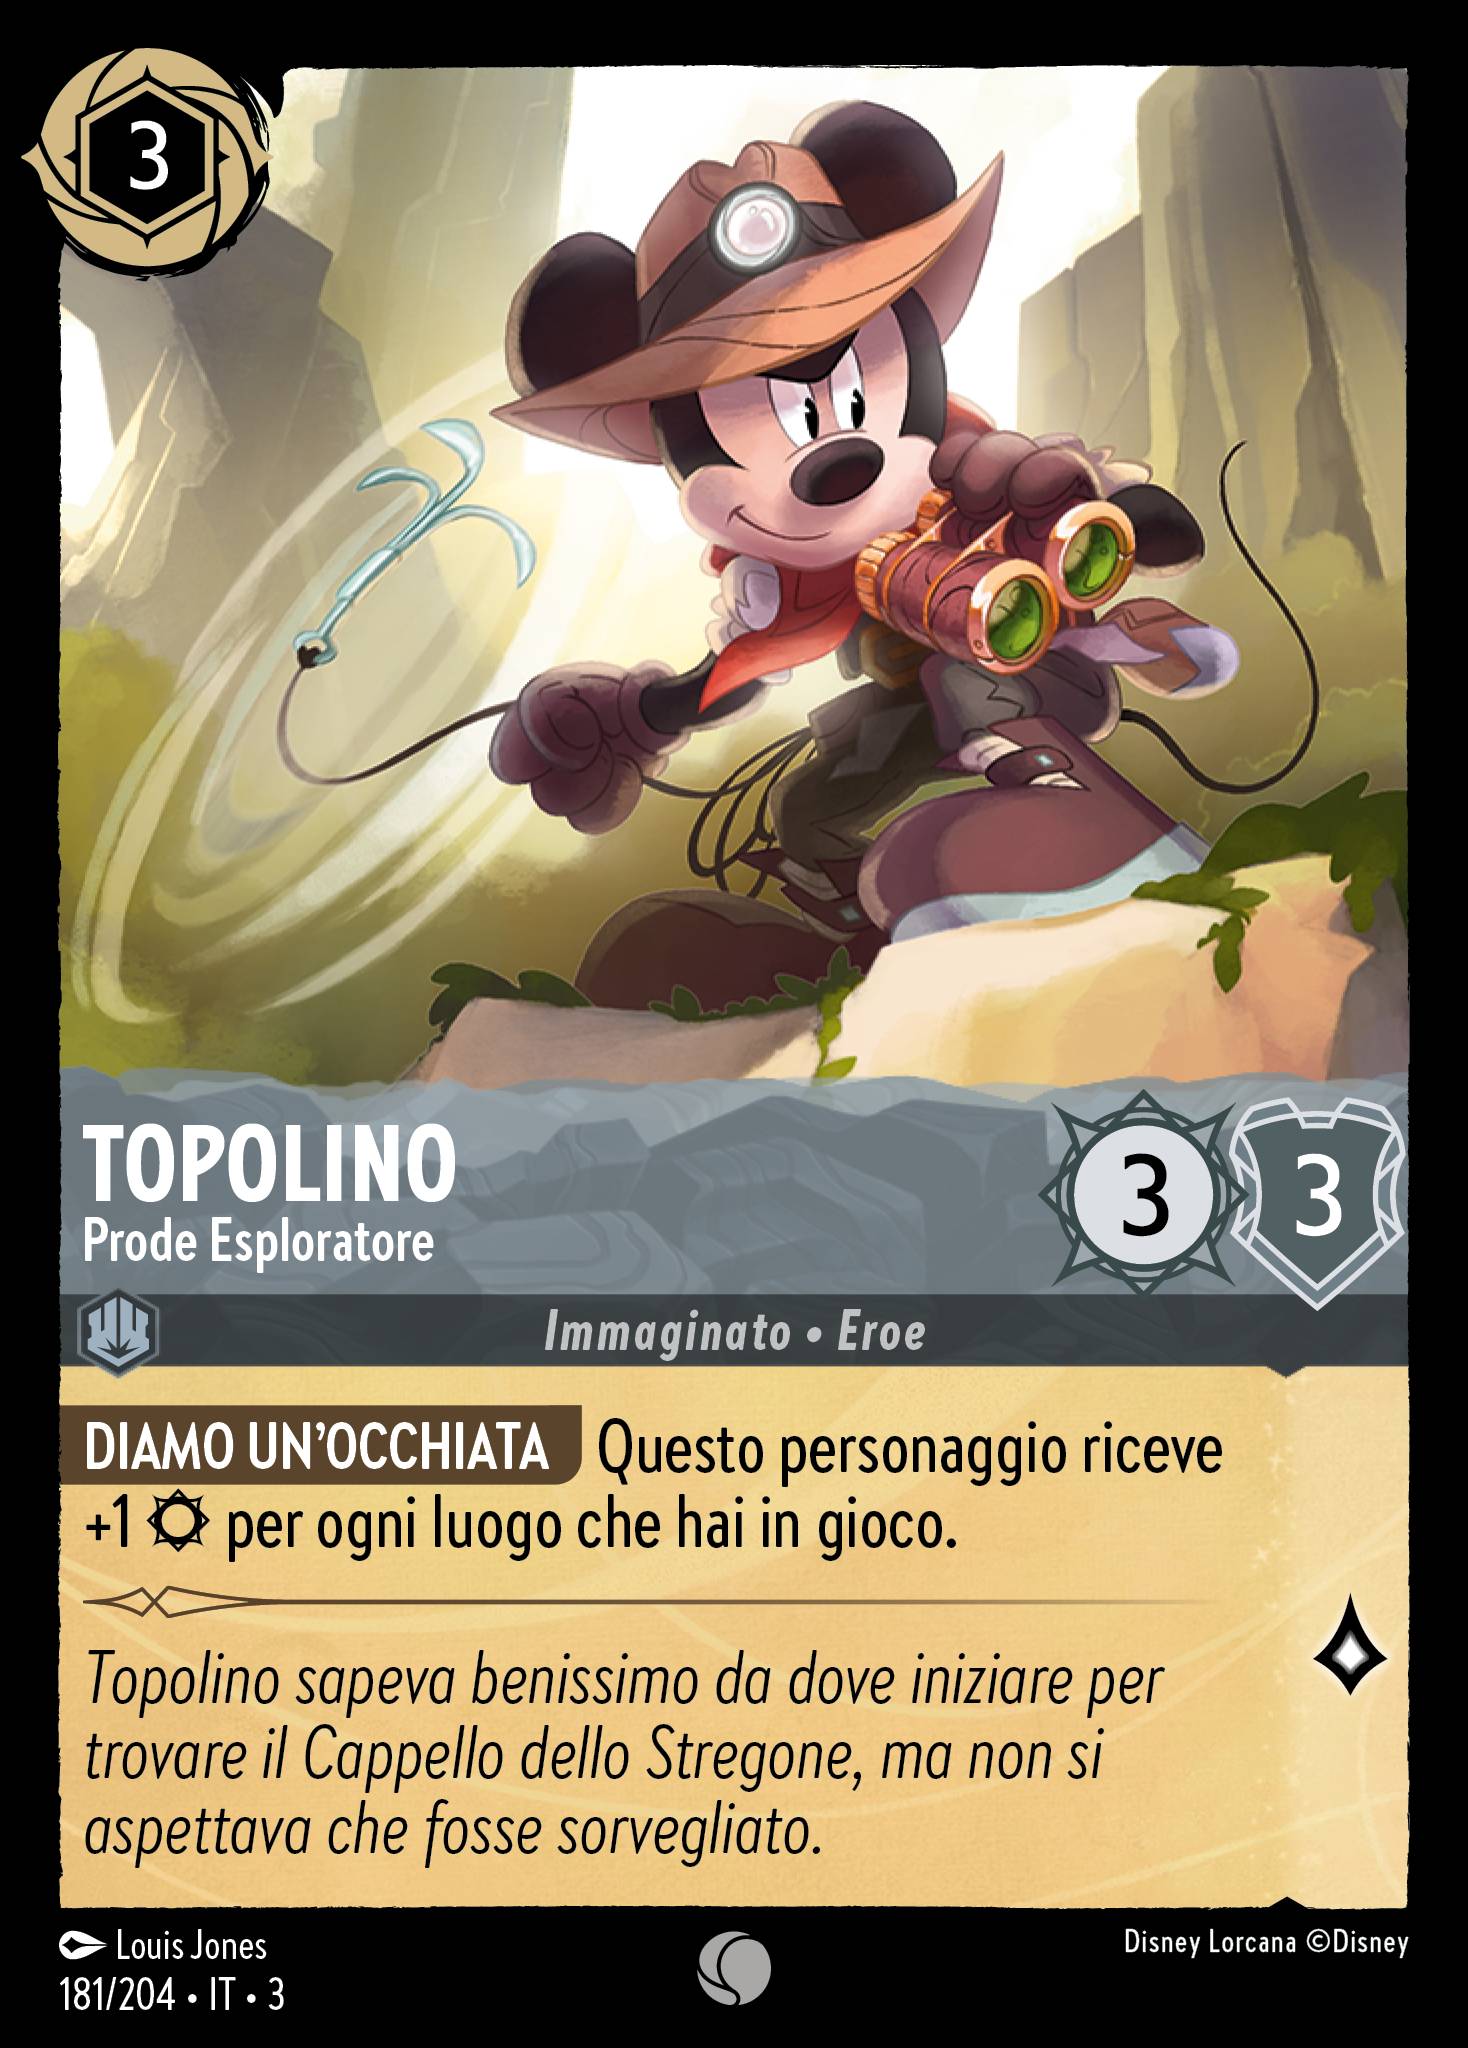 3
TOPOLINO
Prode Esploratore
3
3
Immaginato • Eroe
DIAMO UN’OCCHIATA Questo personaggio riceve
+1 per ogni luogo che hai in gioco.
Topolino sapeva benissimo da dove iniziare per
trovare il Cappello dello Stregone, ma non si
aspettava che fosse sorvegliato.
Louis Jones
181/204 • IT • 3
Disney Lorcana ©Disney